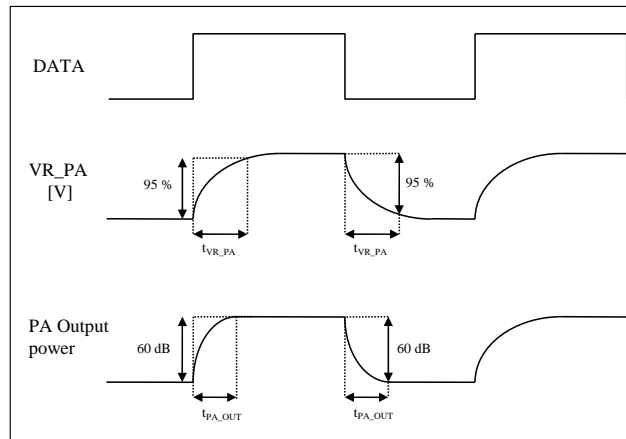 DATA
VR_PA
[V]
95 %
95 %
tVR_PA
tVR_PA
PA Output
power
60 dB
60 dB
tPA_OUT
tPA_OUT